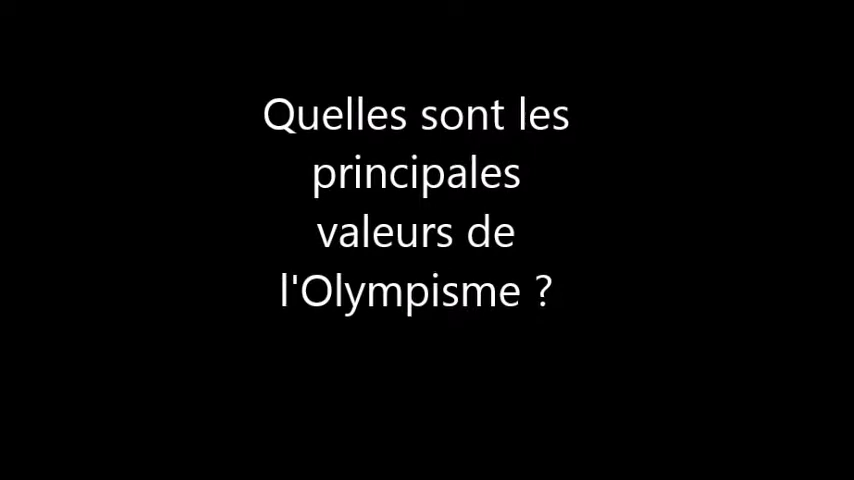 Quelles sont les
principales
valeurs de
l'Olympisme ?